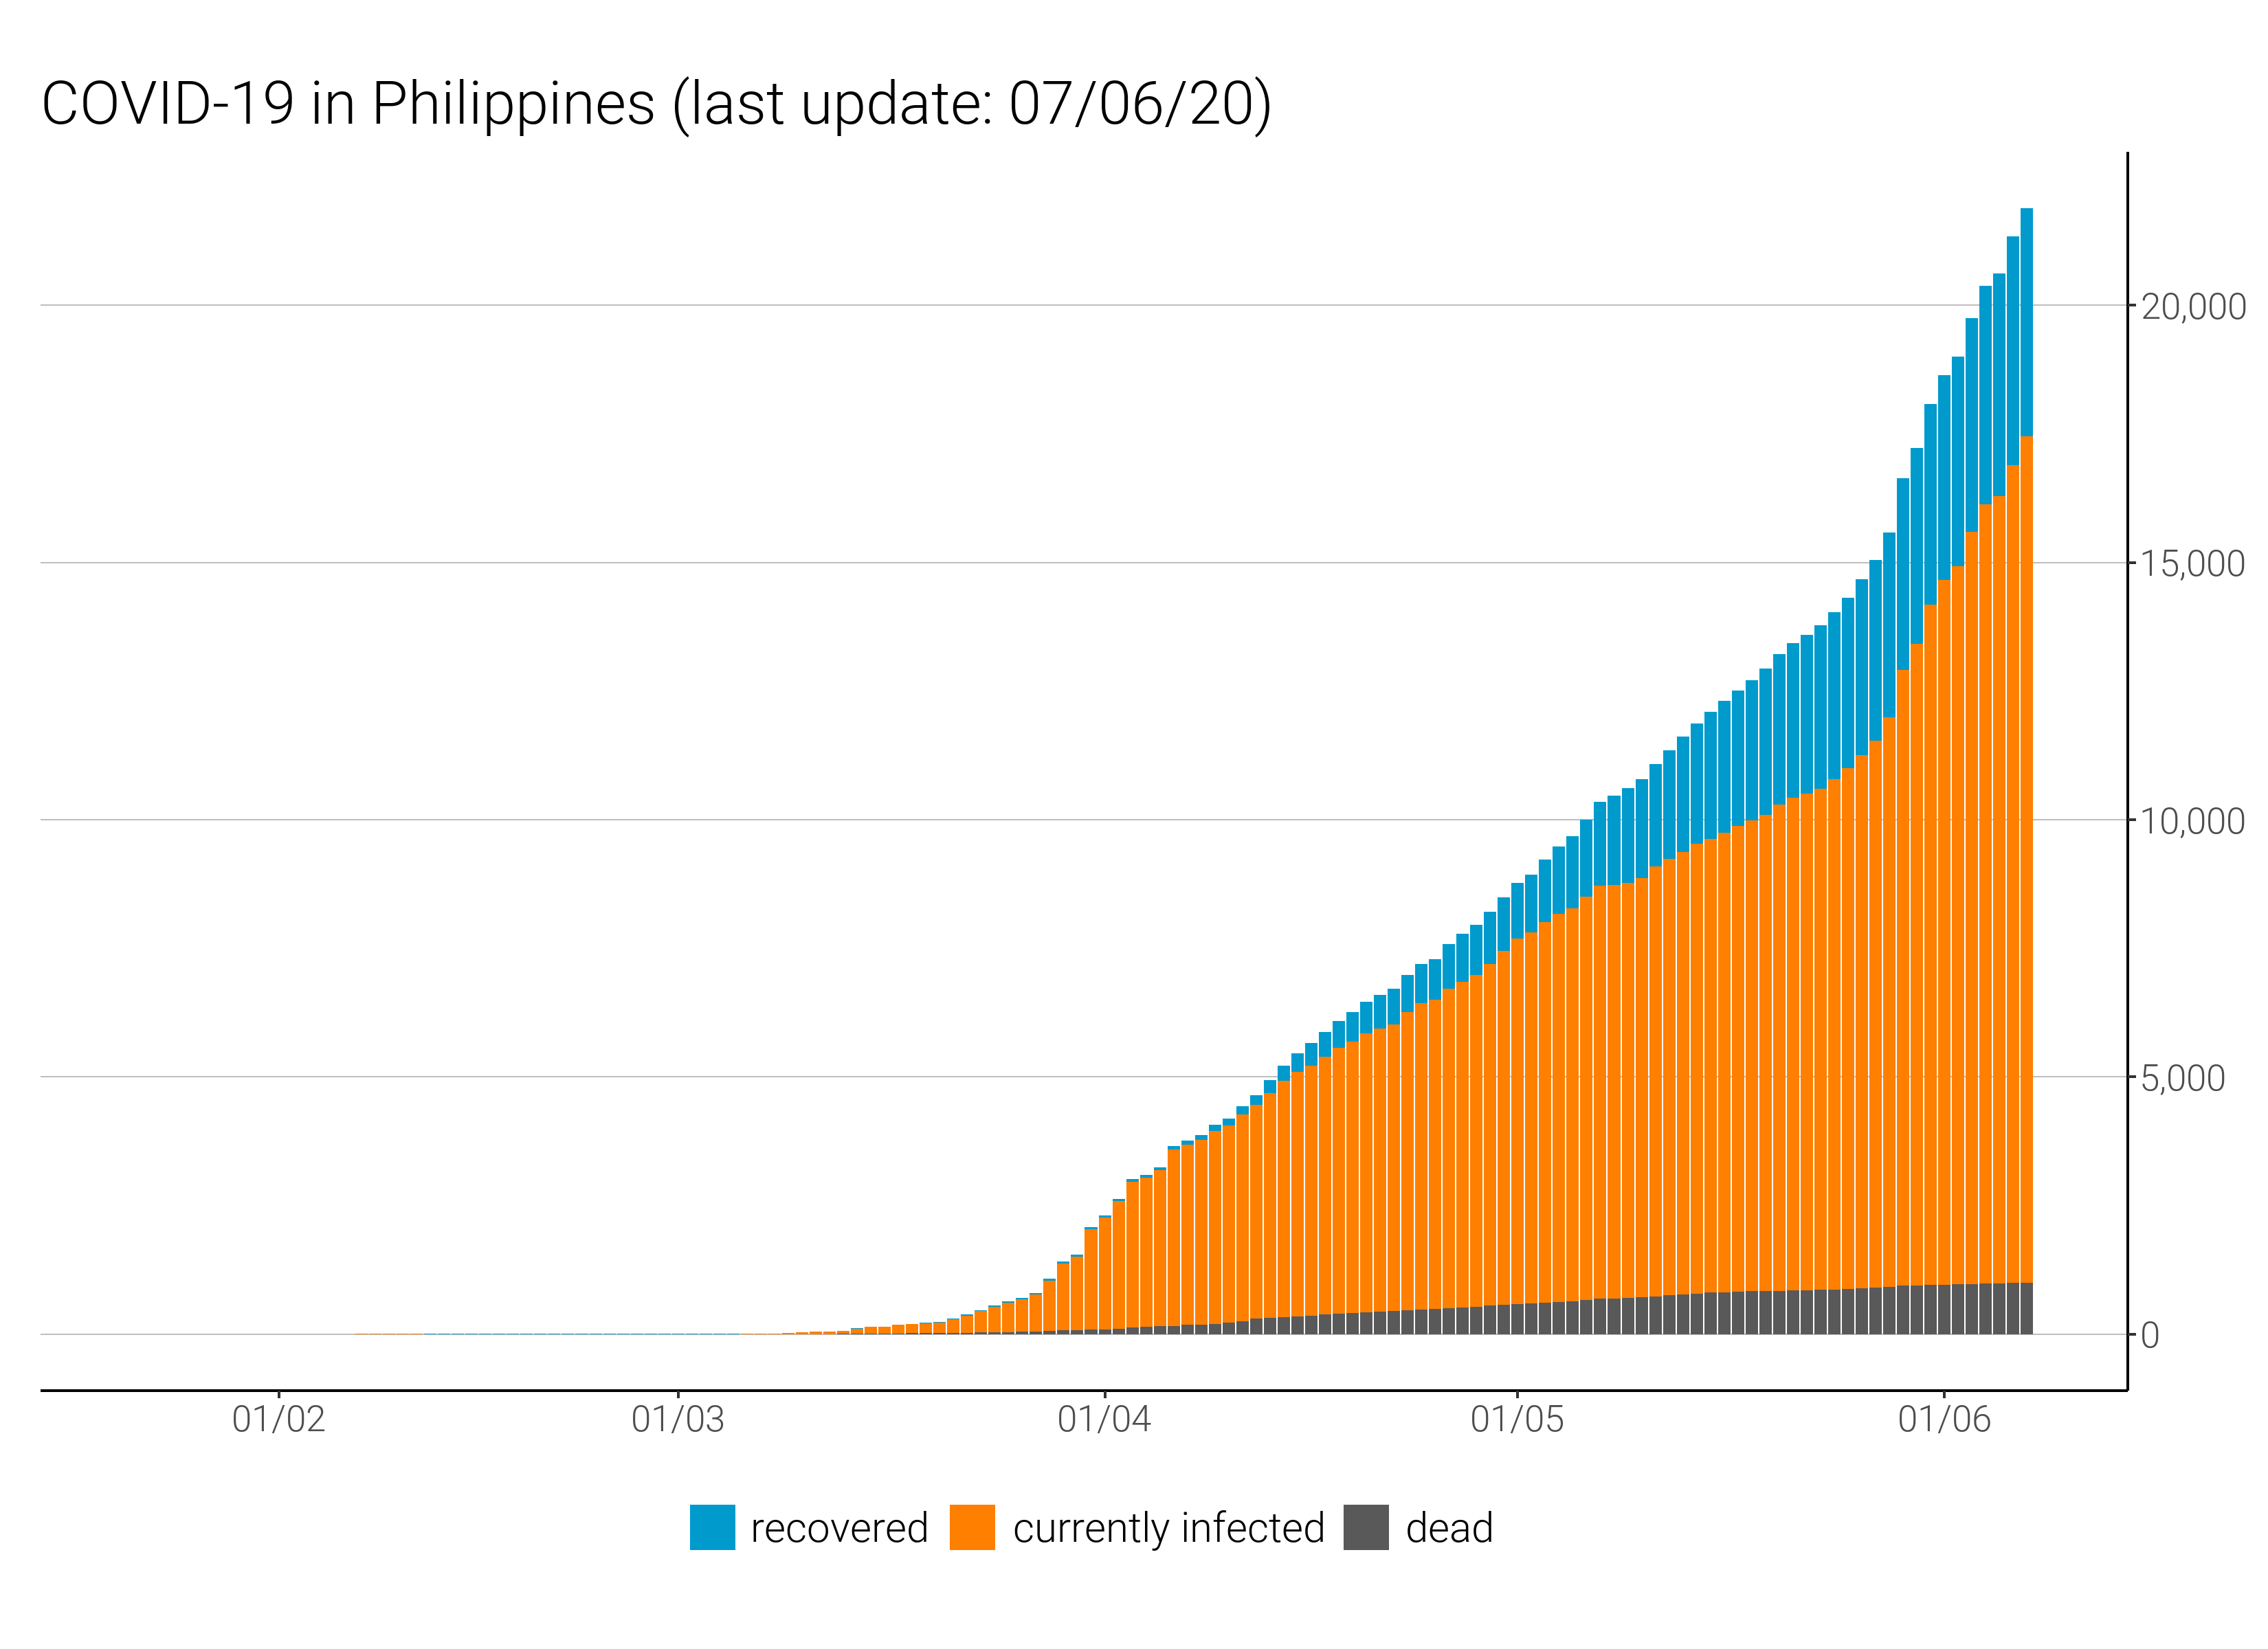 COVID-19 in Philippines (last update: 07/06/20)
20,000
15,000
10,000
5,000
0
01/02 01/03 01/04 01/05 01/06
recovered currently infected dead